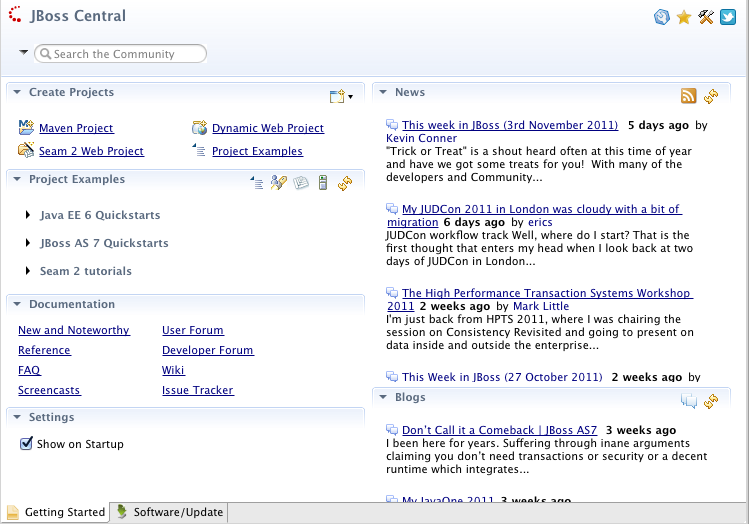 JBoss Central
Search the Community
Create Projects
Maven Project
Dynamic Web Project
Seam 2 Web Project
Project Examples
Project Examples
Java EE 6 Quickstarts
JBoss AS 7 Quickstarts
Seam 2 tutorials
Documentation
New and Noteworthy
User Forum
Reference
Developer Forum
FAQ
Wiki
Screencasts
Issue Tracker
Settings
Show on Startup
News
This week in JBoss (3rd November 2011) 5 days ago by
Kevin Conner
"Trick or Treat" is a shout heard often at this time of year
and have we got some treats for you! With many of the
developers and Community...
My JUDCon 2011 in London was cloudy with a bit of
migration 6 days ago by erics
JUDCon workflow track Well, where do I start? That is the
first thought that enters my head when I look back at two
days of JUDCon in London...
The High Performance Transaction Systems Workshop
2011 2 weeks ago by Mark Little
I'm just back from HPTS 2011, where I was chairing the
session on Consistency Revisited and going to present on
data inside and outside the enterprise...
This Week in JBoss (27 October 2011) 2 weeks ago by
Blogs
Don't Call it a Comeback | JBoss AS7 3 weeks ago
I been here for years. Suffering through inane arguments
claiming you don't need transactions or security or a decent
runtime which integrates...
My JavaOne 2011 3 weeks ago
Getting Started
Software/Update